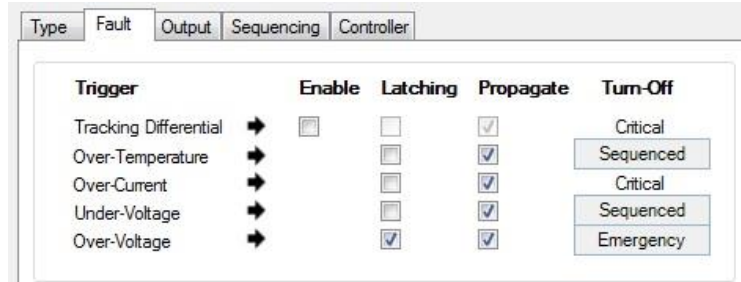 Type Fault Output Sequencing Controller
Trigger Enable Latching Propagate Turn-Off
Tracking Differential Critical
Over-Temperature Sequenced
Over-Current Critical
Under-Voltage Sequenced
Over-Voltage Emergency